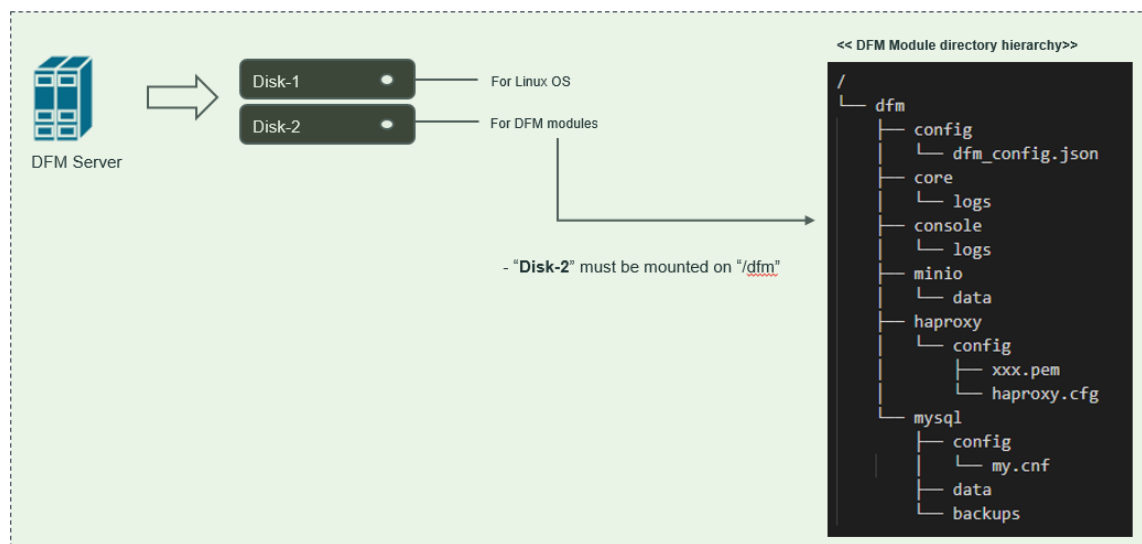 DFM Server
Disk-1
For Linux OS
Disk-2
For DFM modules
- “Disk-2” must be mounted on “/dfm”
<< DFM Module directory hierarchy>>
/
└── dfm
    ├── config
    │   └── dfm_config.json
    ├── core
    │   └── logs
    ├── console
    │   └── logs
    ├── minio
    │   └── data
    ├── haproxy
    │   └── config
    │       ├── xxx.pem
    │       └── haproxy.cfg
    └── mysql
        ├── config
        │   └── my.cnf
        ├── data
        └── backups